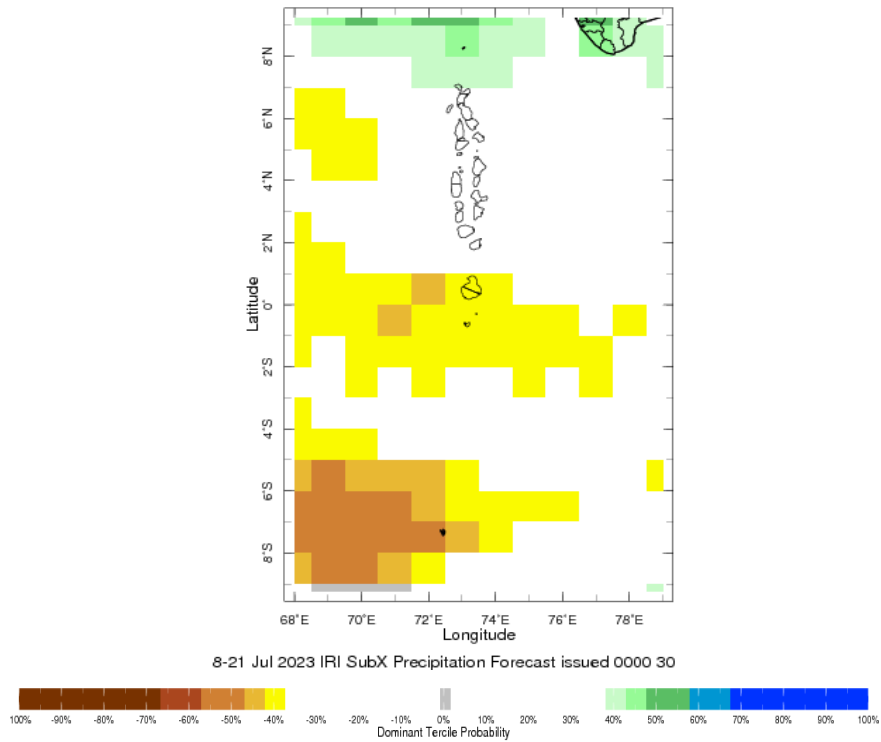 8°N
6°N
4°N
2°N
0°
2°S
4°S
6°S
8°S
Latitude
68°E 70°E 72°E 74°E 76°E 78°E
Longitude
8-21 Jul 2023 IRI SubX Precipitation Forecast issued 0000 30
100% -90% -80% -70% -60% -50% -40% -30% -20% -10% 0% 10% 20% 30% 40% 50% 60% 70% 80% 90% 100%
Dominant Tercile Probability